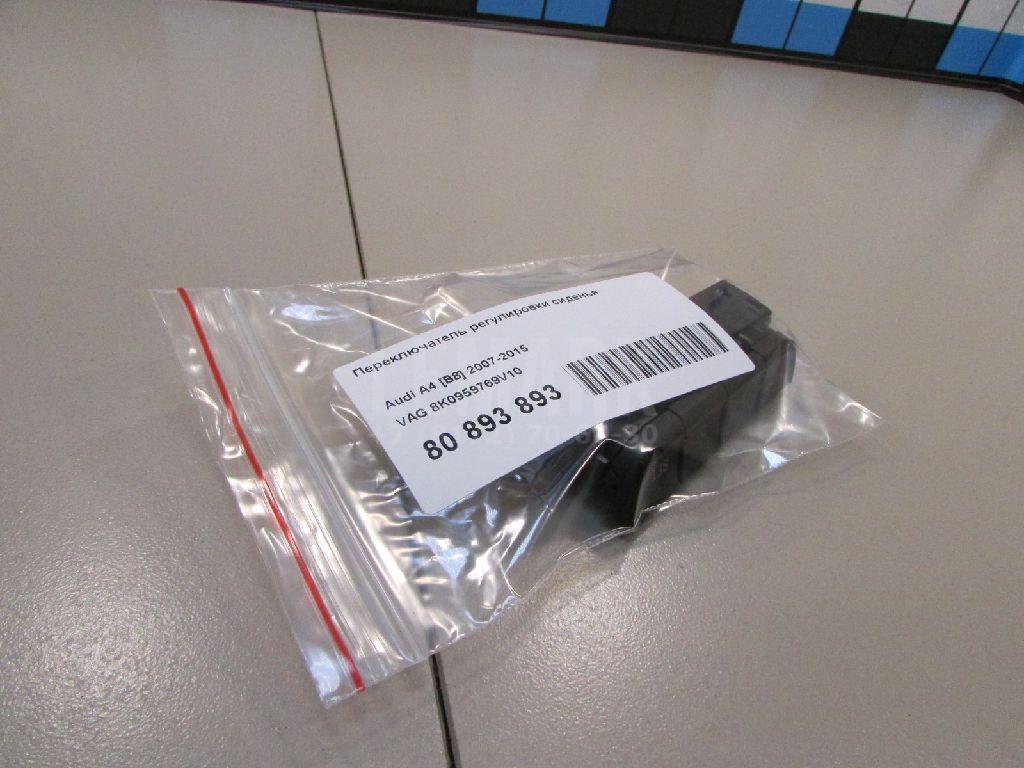 Переключатель регулировки сиденья
Audi A4 [B8] 2007-2015
VAG 8K0959769V10
80 893 893